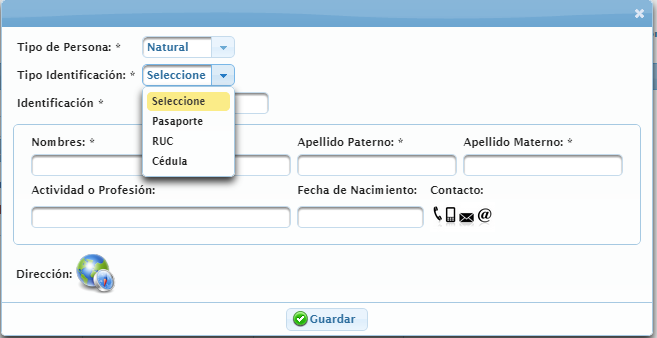 Tipo de Persona: * Natural
Tipo Identificación: * Seleccione
Identificación *
Seleccione
Pasaporte
RUC
Cédula
Nombres: * Apellido Paterno: * Apellido Materno: *
Actividad o Profesión: Fecha de Nacimiento: Contacto:
@
Dirección:
Guardar